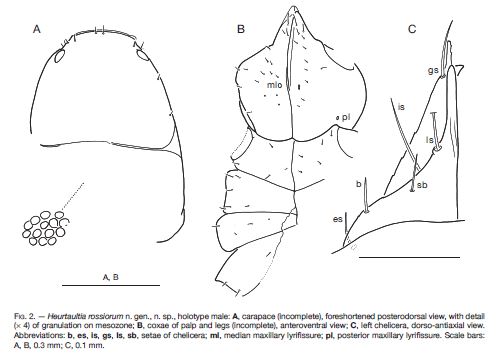 A
B
C
gs
mlo
is
pl
ls
b
sb
es
A, B
FIG. 2. — Heurtaultia rossiorum n. gen., n. sp., holotype male: A, carapace (incomplete), foreshortened posterodorsal view, with detail
(× 4) of granulation on mesozone; B, coxae of palp and legs (incomplete), anteroventral view; C, left chelicera, dorso-antiaxial view.
Abbreviations: b, es, is, gs, ls, sb, setae of chelicera; ml, median maxillary lyrifissure; pl, posterior maxillary lyrifissure. Scale bars:
A, B, 0.3 mm; C, 0.1 mm.